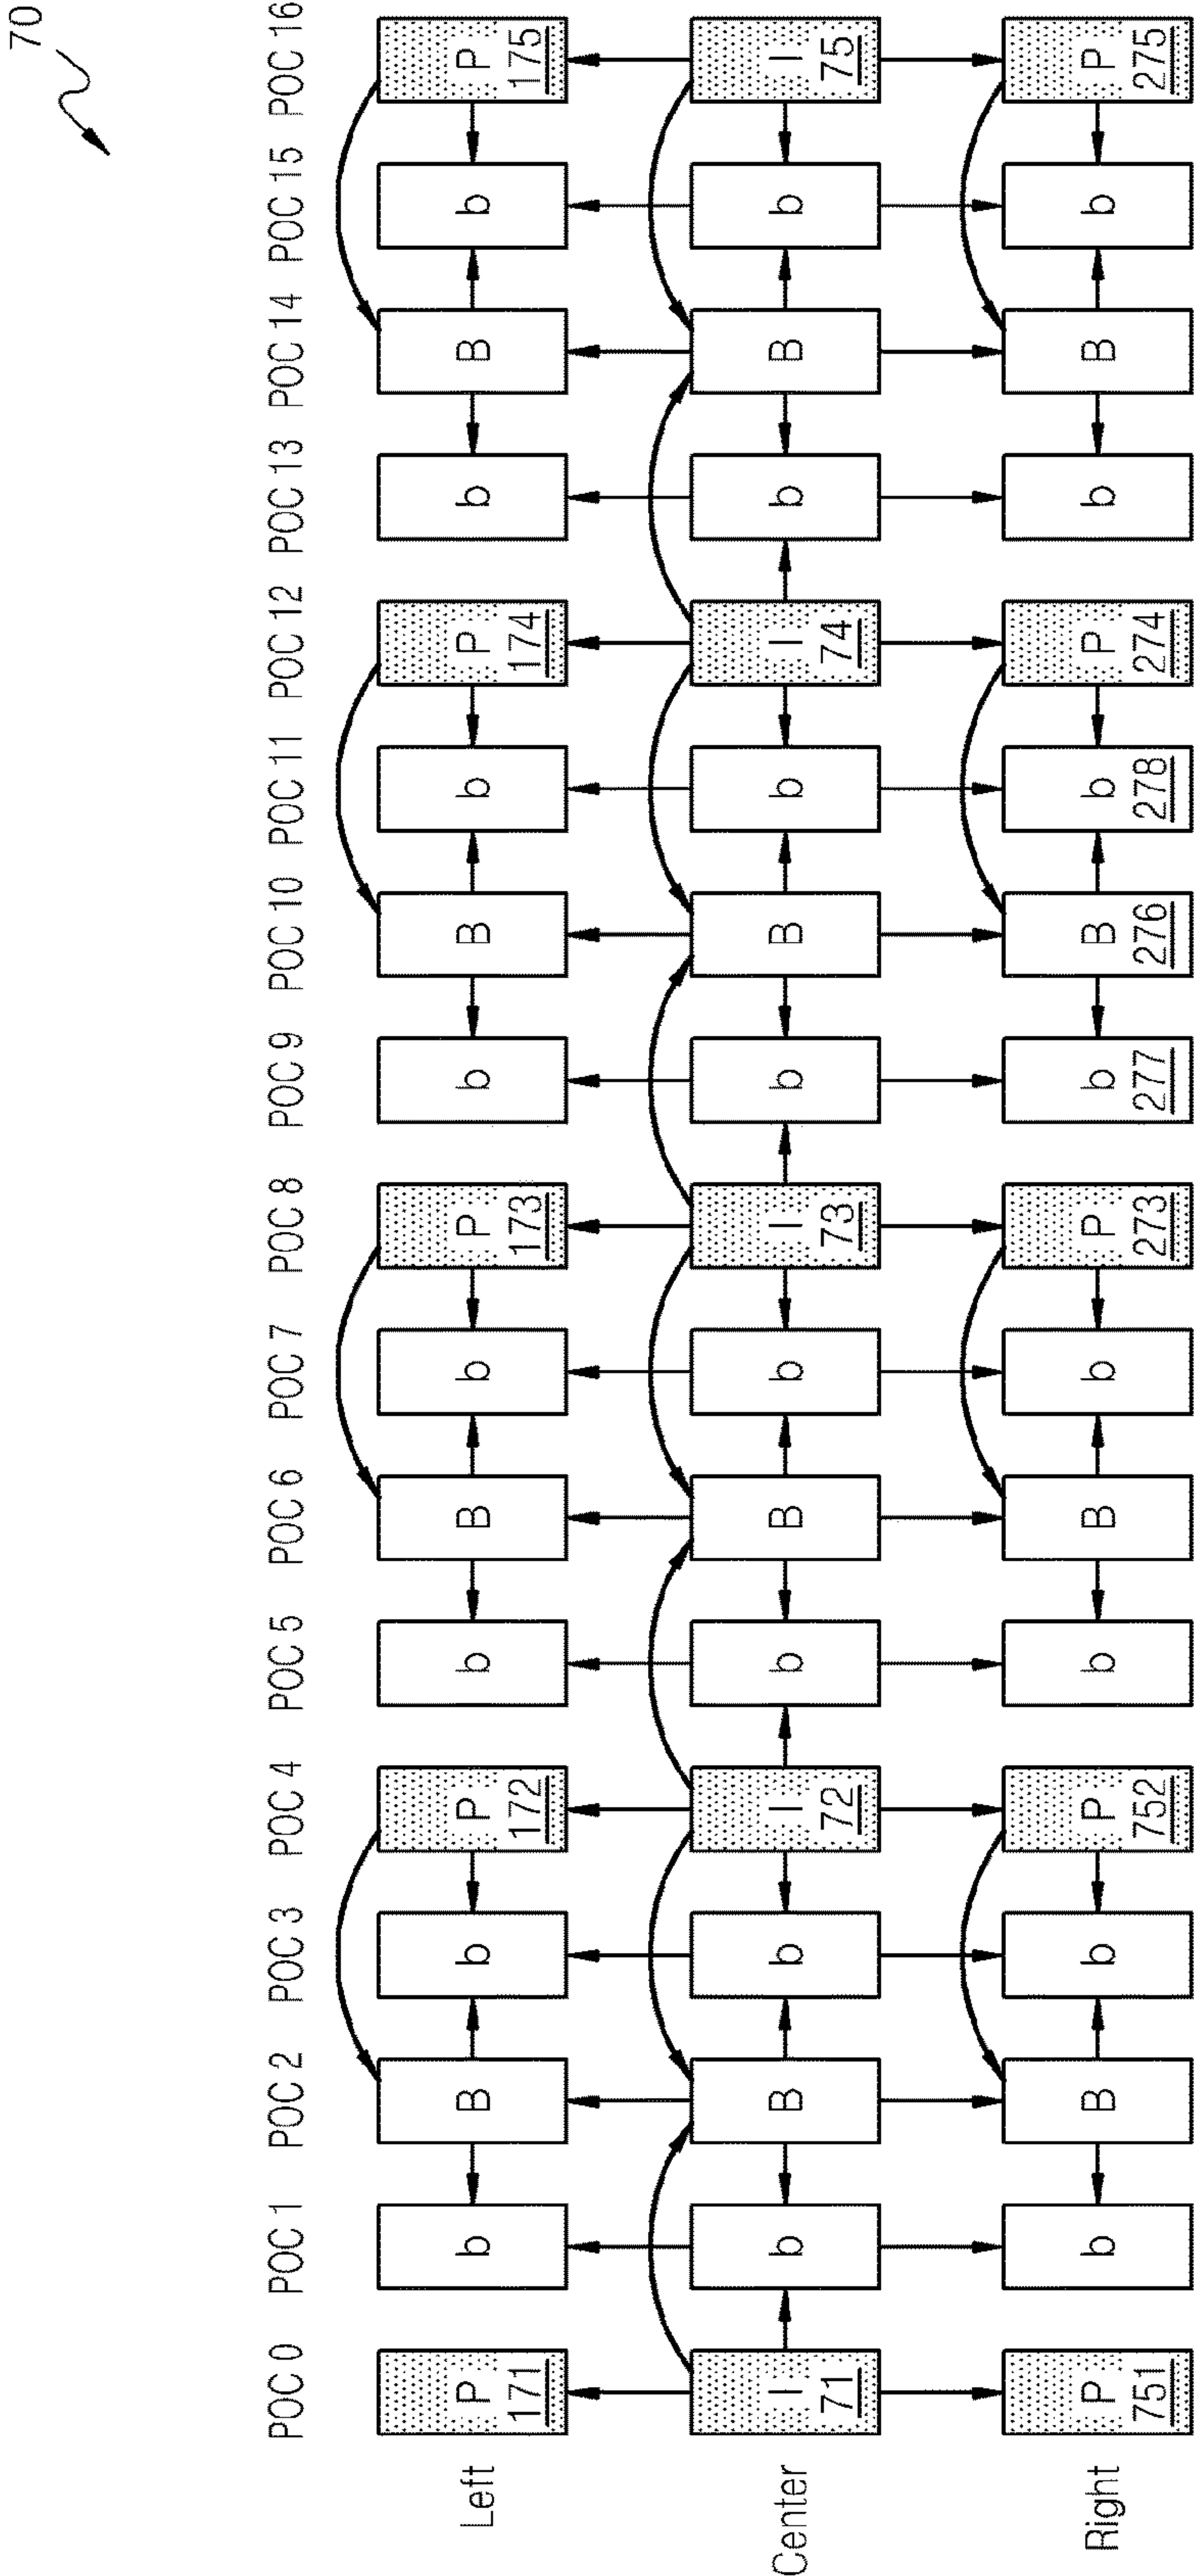 70
POC 0 POC 1 POC 2 POC 3 POC 4 POC 5 POC 6 POC 7 POC 8 POC 9 POC 10 POC 11 POC 12 POC 13 POC 14 POC 15 POC 16
Left P 171 b B b P 172 b B b P 173 b B b P 174 b B b P 175
Center I 71 b B b I 72 b B b I 73 b B b I 74 b B b I 75
Right P 751 b B b P 752 b B b P 273 b 277 B 276 b 278 P 274 b B b P 275